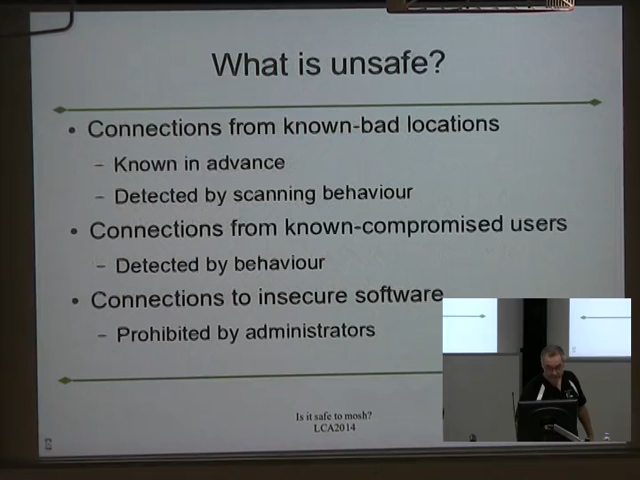 What is unsafe?
• Connections from known-bad locations
– Known in advance
– Detected by scanning behaviour
• Connections from known-compromised users
– Detected by behaviour
• Connections to insecure software
– Prohibited by administrators
Is it safe to mosh?
LCA2014